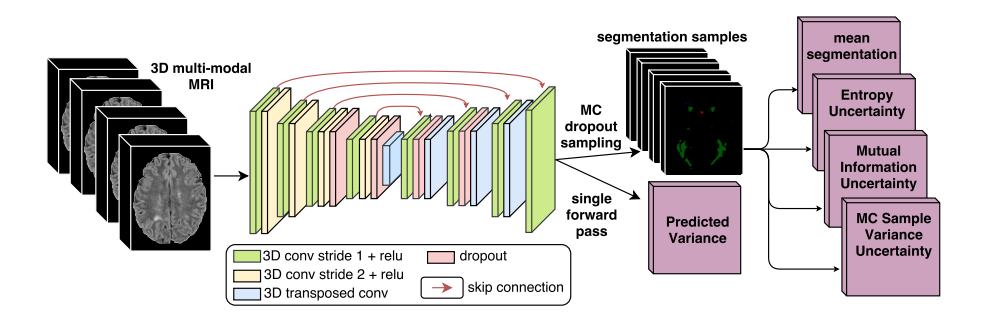 3D multi-modal
MRI
MC
dropout
sampling
single
forward
pass
segmentation samples
Predicted
Variance
mean
segmentation
Entropy
Uncertainty
Mutual
Information
Uncertainty
MC Sample
Variance
Uncertainty
3D conv stride 1 + relu
3D conv stride 2 + relu
3D transposed conv
dropout
skip connection